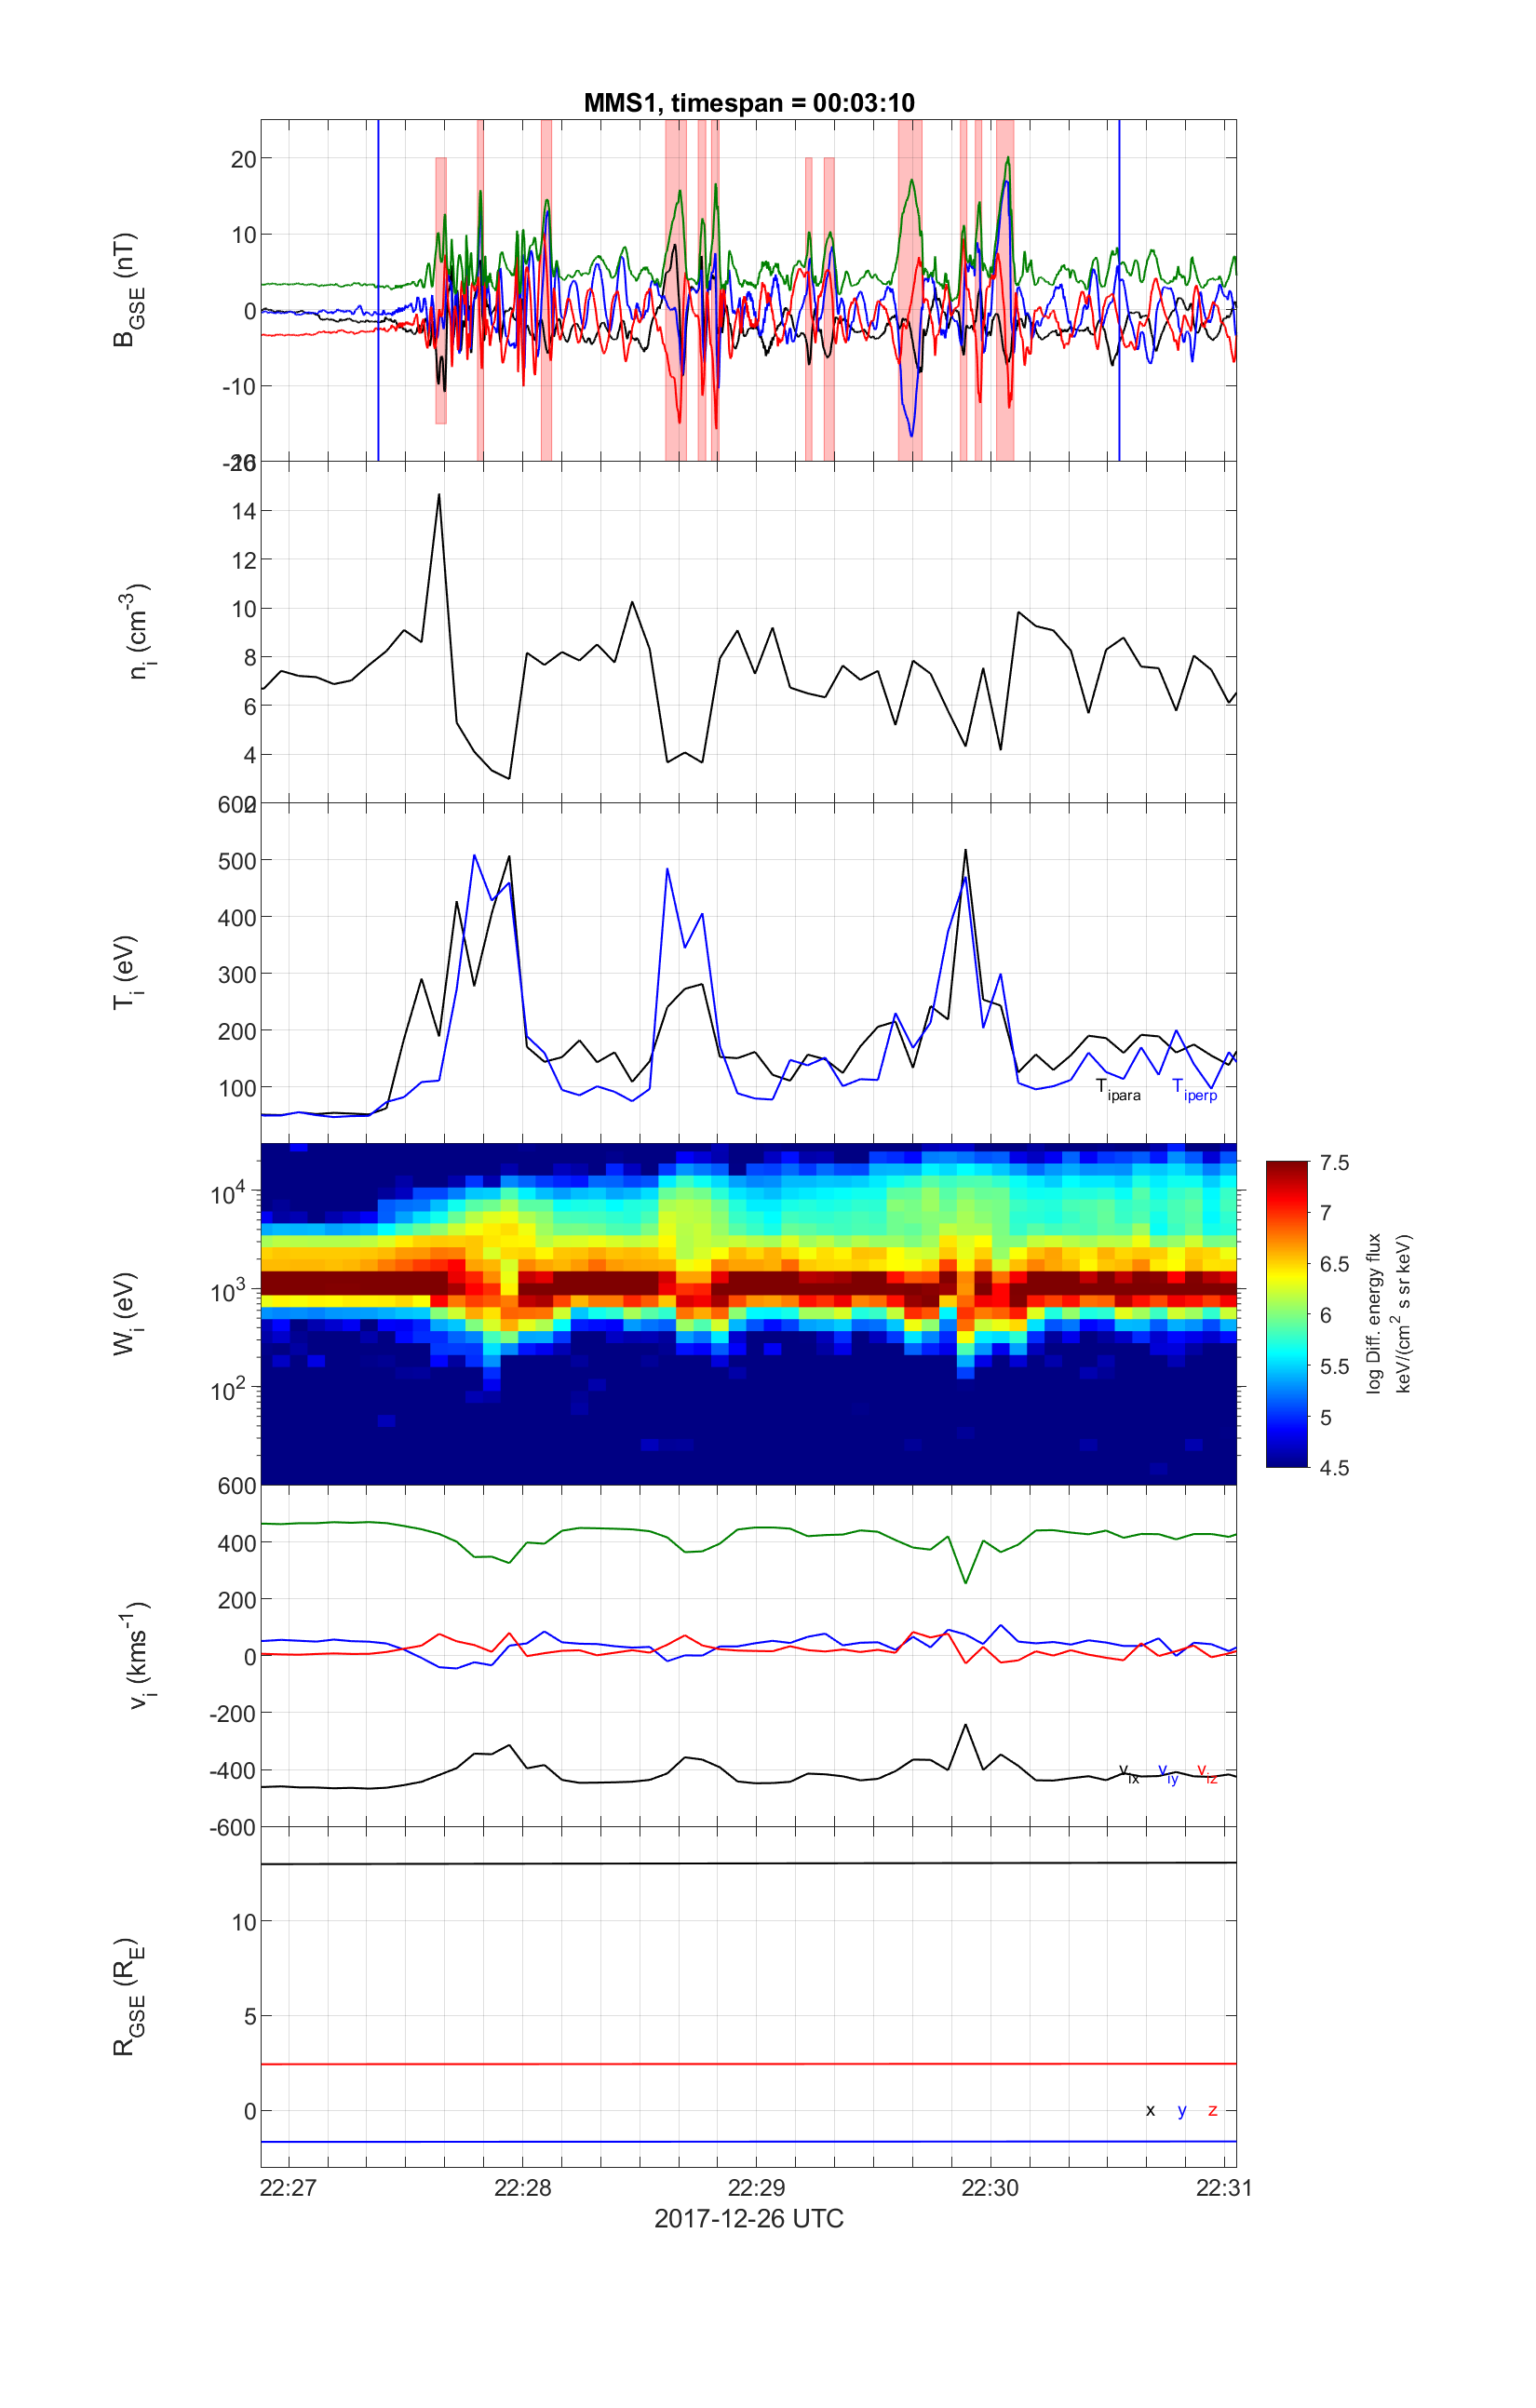 MMS1, timespan = 00:03:10
B_GSE (nT)
20
10
0
-10
-20
n_i (cm^-3)
14
12
10
8
6
4
2
T_i (eV)
600
500
400
300
200
100
T_ipara T_iperp
W_i (eV)
10^4
10^3
10^2
7.5
7
6.5
6
5.5
5
4.5
log Diff. energy flux
keV/(cm^2 s sr keV)
v_i (kms^-1)
600
400
200
0
-200
-400
-600
v_ix v_iy v_iz
R_GSE (R_E)
10
5
0
x y z
22:27 22:28 22:29 22:30 22:31
2017-12-26 UTC